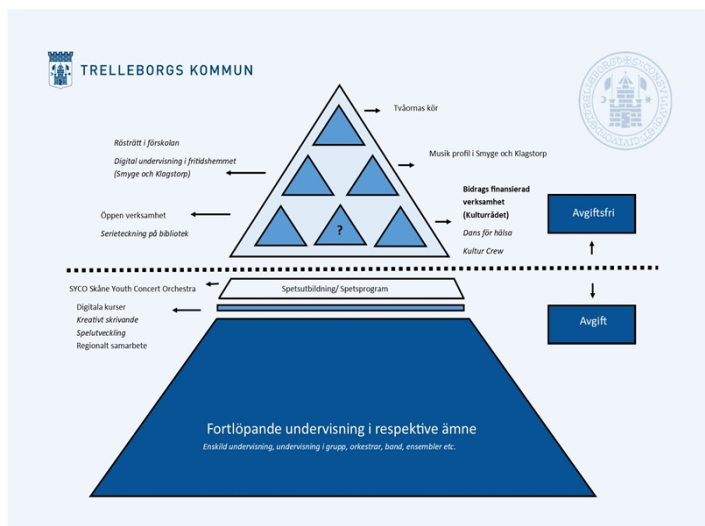 TRELLEBORGS KOMMUN
Tvåornas kör
Rösträtt i förskolan
Digital undervisning i fritidshemmet
(Smyge och Klagstorp)
Musik profil i Smyge och Klagstorp
Bidrags finansierad
verksamhet
(Kulturrådet)
Dans för hälsa
Kultur Crew
Öppen verksamhet
Serieteckning på bibliotek
?
Avgiftsfri
SYCO Skåne Youth Concert Orchestra
Spetsutbildning/ Spetsprogram
Digitala kurser
Kreativt skrivande
Spelutveckling
Regionalt samarbete
Avgift
Fortlöpande undervisning i respektive ämne
Enskild undervisning, undervisning i grupp, orkestrar, band, ensembler etc.